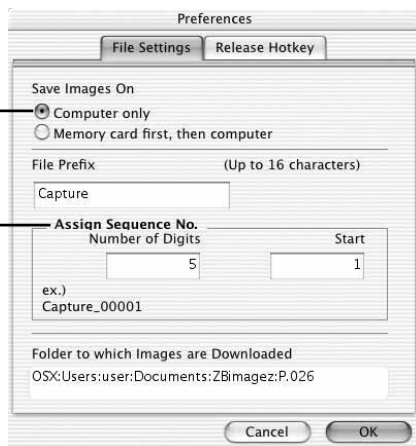 Preferences
File Settings Release Hotkey
Save Images On
Computer only
Memory card first, then computer
File Prefix (Up to 16 characters)
Capture
Assign Sequence No.
Number of Digits Start
5 1
ex.)
Capture_00001
Folder to which Images are Downloaded
OSX:Users:user:Documents:ZBimagez:P.026
Cancel OK